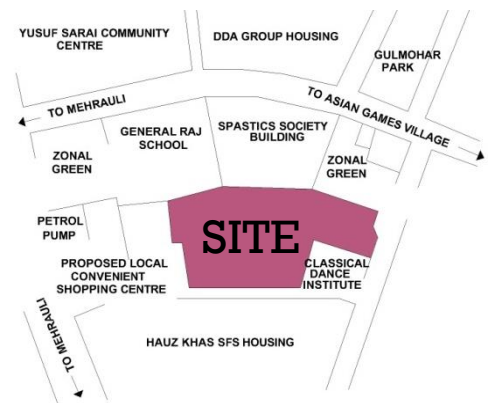 YUSUF SARAI COMMUNITY
CENTRE
DDA GROUP HOUSING
GULMOHAR
PARK
TO MEHRAULI
TO ASIAN GAMES VILLAGE
GENERAL RAJ
SCHOOL
SPASTICS SOCIETY
BUILDING
ZONAL
GREEN
ZONAL
GREEN
PETROL
PUMP
SITE
PROPOSED LOCAL
CONVENIENT
SHOPPING CENTRE
CLASSICAL
DANCE
INSTITUTE
TO MEHRAULI
HAUZ KHAS SFS HOUSING